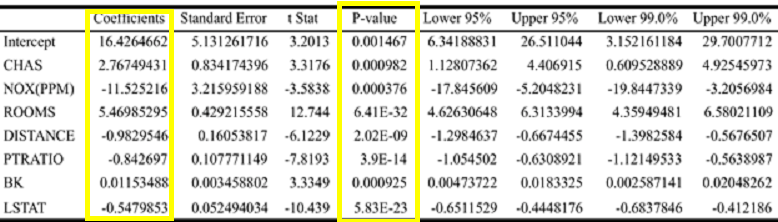 Coefficients Standard Error t Stat P-value Lower 95% Upper 95% Lower 99.0% Upper 99.0%
Intercept 16.4264662 5.131261716 3.2013 0.001467 6.34188831 26.511044 3.152161184 29.7007712
CHAS 2.76749431 0.834174396 3.3176 0.000982 1.12807362 4.406915 0.609528889 4.92545973
NOX(PPM) -11.525216 3.215959188 -3.5838 0.000376 -17.845609 -5.2048231 -19.8447339 -3.2056984
ROOMS 5.46985295 0.429215558 12.744 6.41E-32 4.62630648 6.3133994 4.35949481 6.58021109
DISTANCE -0.9829546 0.16053817 -6.1229 2.02E-09 -1.2984637 -0.6674455 -1.3982584 -0.5676507
PTRATIO -0.842697 0.107771149 -7.8193 3.9E-14 -1.054502 -0.6308921 -1.12149533 -0.5638987
BK 0.01153488 0.003458802 3.3349 0.000925 0.00473722 0.0183325 0.002587141 0.02048262
LSTAT -0.5479853 0.052494034 -10.439 5.83E-23 -0.6511529 -0.4448176 -0.6837846 -0.412186